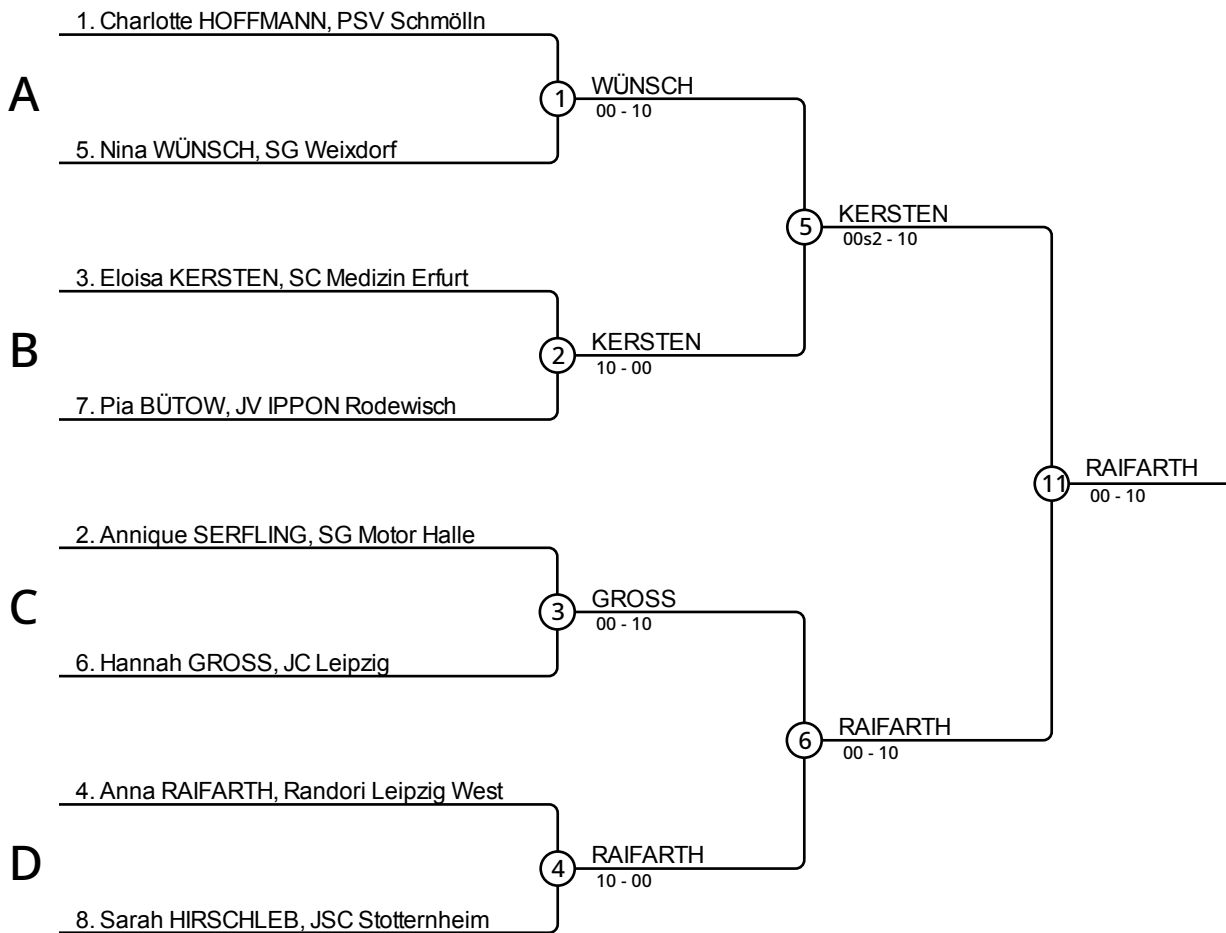 1. Charlotte HOFFMANN, PSV Schmölln
A
1
WÜNSCH
00 - 10
5. Nina WÜNSCH, SG Weixdorf
5
KERSTEN
00s2 - 10
3. Eloisa KERSTEN, SC Medizin Erfurt
B
2
KERSTEN
10 - 00
7. Pia BÜTOW, JV IPPON Rodewisch
11
RAIFARTH
00 - 10
2. Annique SERFLING, SG Motor Halle
C
3
GROSS
00 - 10
6. Hannah GROSS, JC Leipzig
6
RAIFARTH
00 - 10
4. Anna RAIFARTH, Randori Leipzig West
D
4
RAIFARTH
10 - 00
8. Sarah HIRSCHLEB, JSC Stotternheim